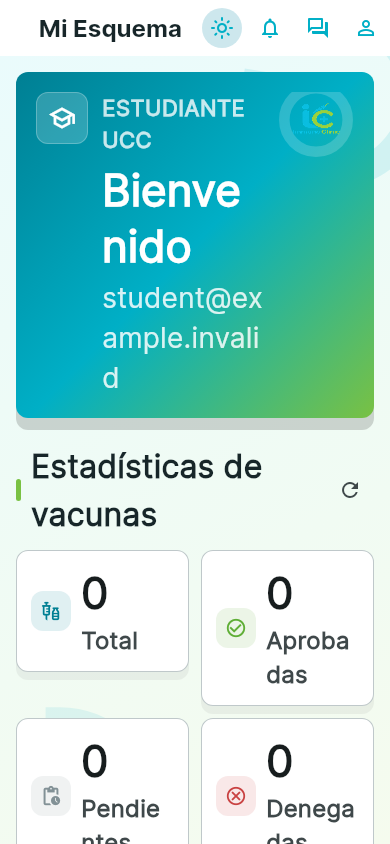 Mi Esquema
ESTUDIANTE
UCC
Bienve
nido
student@ex
ample.invali
d
Estadísticas de
vacunas
0
Total
0
Aproba
das
0
Pendie
ntes
0
Denega
das